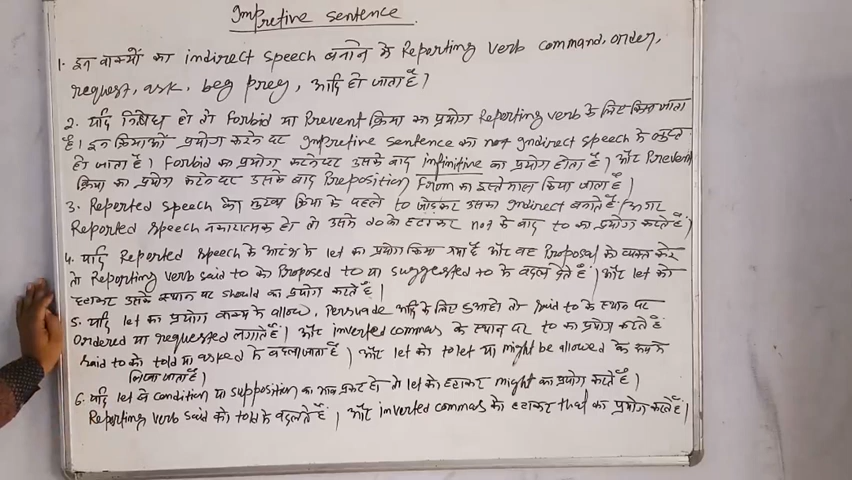 Impretive sentence
1. इन वाक्यों का indirect speech बनाने में Reporting verb command, order,
request, ask, beg prey, आदि हो जाता है।
2. यदि निषेध हो तो Forbid या Prevent क्रिया का प्रयोग Reporting verb के लिए किया जाता
है। इन क्रियाओं प्रयोग करने पर Impretive sentence का not Indirect speech में लुप्त
हो जाता है। Forbid का प्रयोग करने पर उसके बाद infinitive का प्रयोग होता है। और Prevent
क्रिया का प्रयोग करने पर उसके बाद Preposition From का इस्तेमाल किया जाता है।
3. Reported speech का मुख्य क्रिया के पहले to जोड़कर उसका Indirect बनाते हैं। अगर
Reported speech नकारात्मक हो तो उसके do को हटाकर not के बाद to का प्रयोग करते हैं।
4. यदि Reported speech के आरंभ में let का प्रयोग किया गया है और वह Proposal को व्यक्त करे
तो Reporting verb said to को Proposed to या suggested to में बदल देते हैं। और let को
हटाकर उसके स्थान पर should का प्रयोग करते हैं।
5. यदि let का प्रयोग वाक्य में allow, Persuade आदि के लिए हुआ हो तो said to के स्थान पर
ordered या requested लगाते हैं। और inverted commas के स्थान पर to का प्रयोग करते हैं
said to को told या asked में बदला जाता है। और let को to let या might be allowed के रूप में
लिखा जाता है।
6. यदि let से condition या supposition का भाव प्रकट हो तो let को हटाकर might का प्रयोग करते हैं।
Reporting verb said को told में बदलते हैं। और inverted commas को हटाकर that का प्रयोग करते हैं।